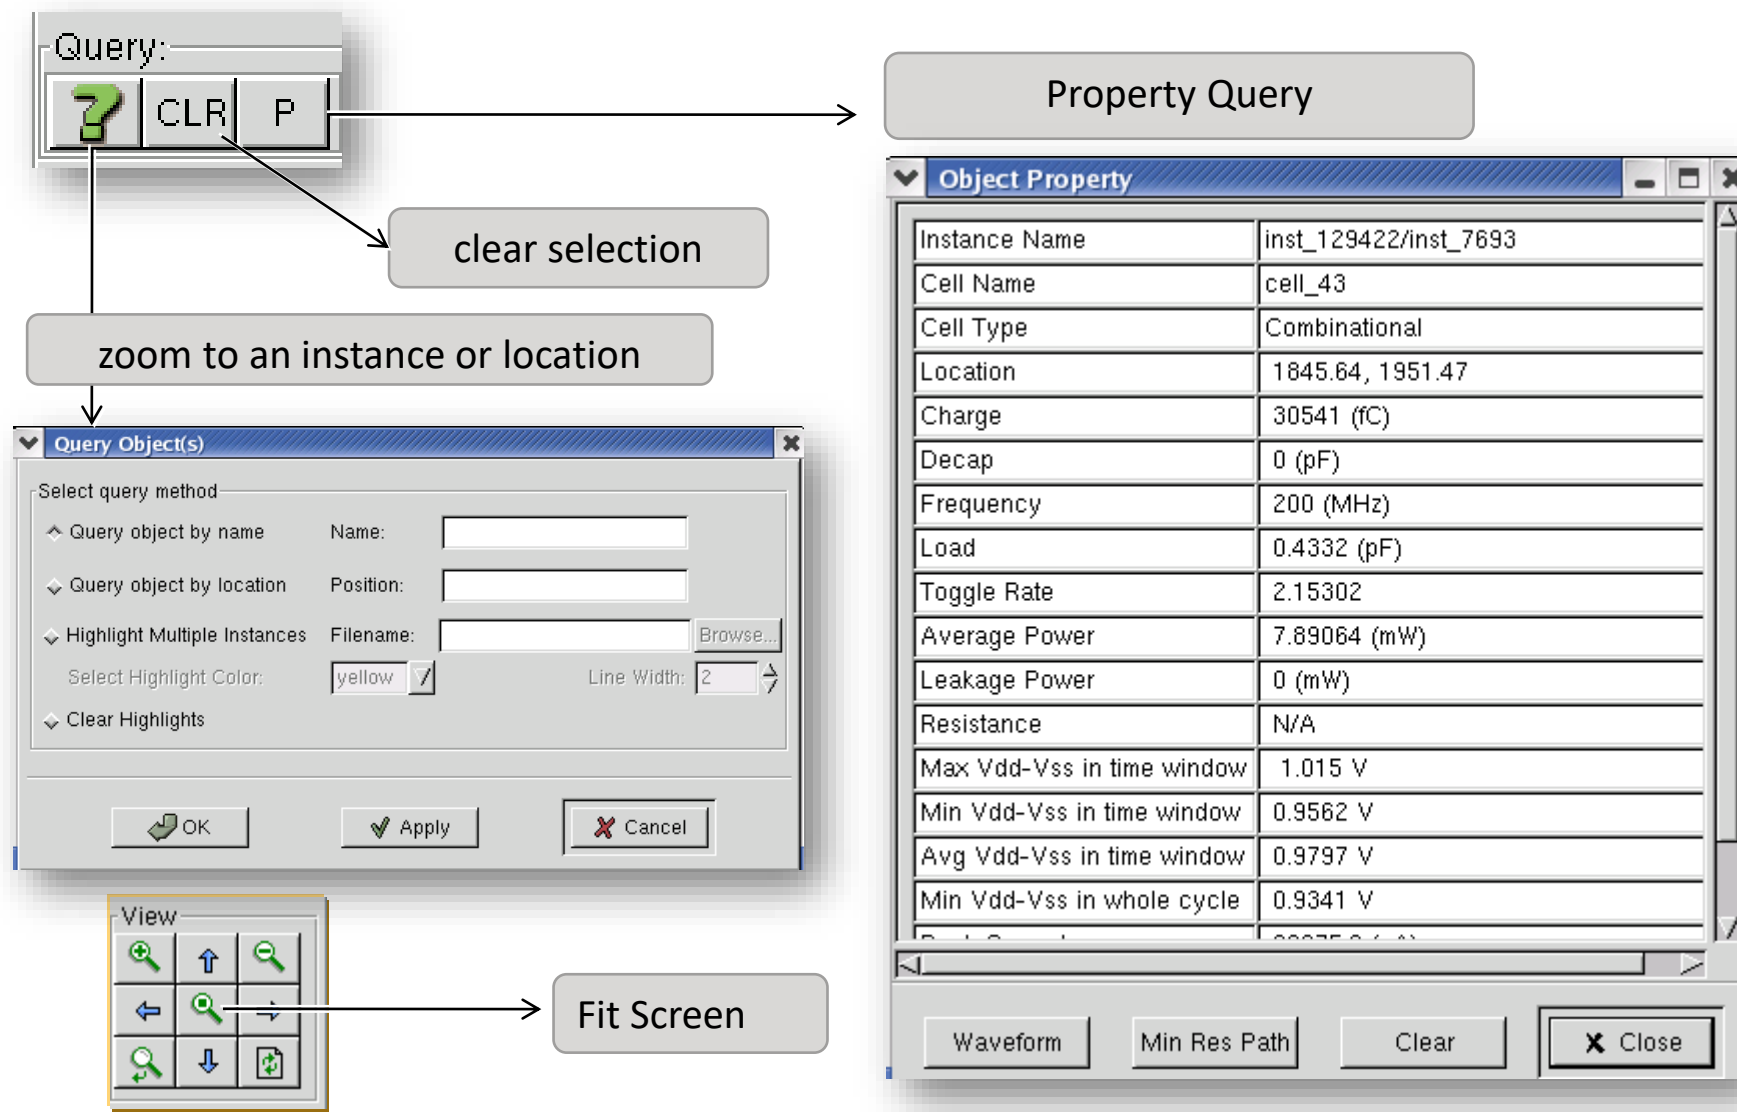 Query:
? CLR P
Property Query
clear selection
zoom to an instance or location
Query Object(s)
Select query method
Query object by name Name:
Query object by location Position:
Highlight Multiple Instances Filename: Browse...
Select Highlight Color: yellow Line Width: 2
Clear Highlights
OK Apply Cancel
View
Fit Screen
Object Property
Instance Name inst_129422/inst_7693
Cell Name cell_43
Cell Type Combinational
Location 1845.64, 1951.47
Charge 30541 (fC)
Decap 0 (pF)
Frequency 200 (MHz)
Load 0.4332 (pF)
Toggle Rate 2.15302
Average Power 7.89064 (mW)
Leakage Power 0 (mW)
Resistance N/A
Max Vdd-Vss in time window 1.015 V
Min Vdd-Vss in time window 0.9562 V
Avg Vdd-Vss in time window 0.9797 V
Min Vdd-Vss in whole cycle 0.9341 V
Waveform Min Res Path Clear Close